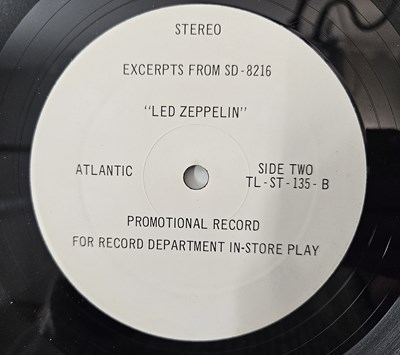 STEREO
EXCERPTS FROM SD-8216
"LED ZEPPELIN"
ATLANTIC
SIDE TWO
TL-ST-135-B
PROMOTIONAL RECORD
FOR RECORD DEPARTMENT IN-STORE PLAY